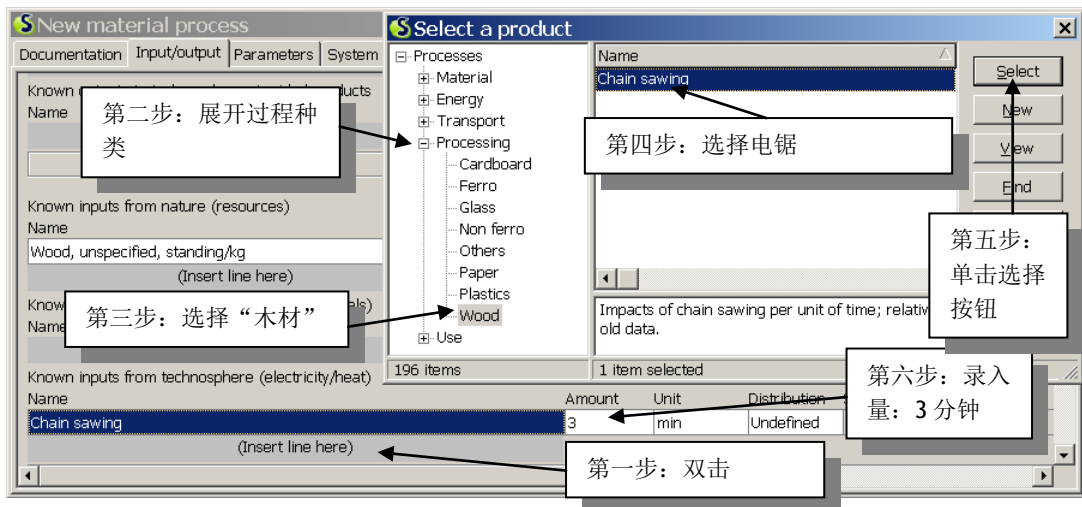 New material process
Documentation Input/output Parameters System
Name
第二步：展开过程种
类
Known inputs from nature (resources)
Name
Wood, unspecified, standing/kg
(Insert line here)
第三步：选择“木材”
Name
Known inputs from technosphere (electricity/heat)
Name Amount Unit Distribution
Chain sawing 3 min Undefined
(Insert line here)
第一步：双击
Select a product
Processes
Material
Energy
Transport
Processing
Cardboard
Ferro
Glass
Non ferro
Others
Paper
Plastics
Wood
Use
Name
Chain sawing
第四步：选择电锯
Impacts of chain sawing per unit of time;
old data.
Select
New
View
Find
第五步：
单击选择
按钮
196 items 1 item selected
第六步：录入
量：3 分钟